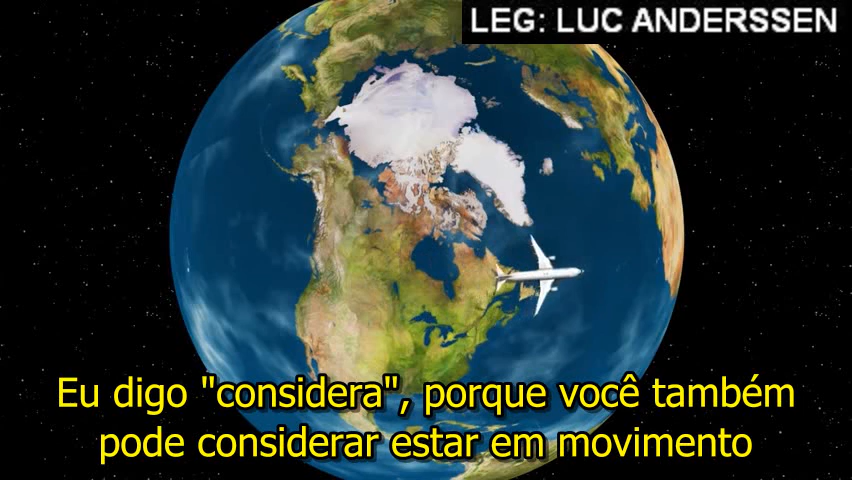 LEG: LUC ANDERSSEN
Eu digo "considera", porque você também
pode considerar estar em movimento